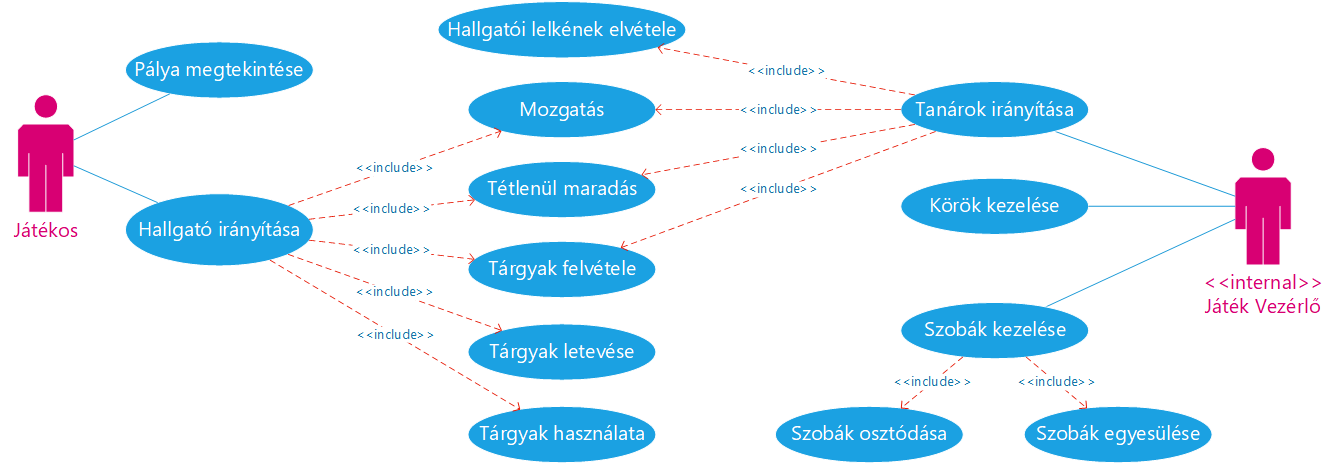 Hallgatói lelkének elvétele
Pálya megtekintése
<<include>>
Mozgatás
<<include>>
Tanárok irányítása
<<include>>
<<include>>
Tétlenül maradás
<<include>>
<<include>>
Játékos
Hallgató irányítása
<<include>>
Körök kezelése
<<include>>
Tárgyak felvétele
<<internal>>
Játék Vezérlő
<<include>>
<<include>>
Tárgyak letevése
Szobák kezelése
<<include>>
<<include>>
Tárgyak használata
Szobák osztódása
Szobák egyesülése